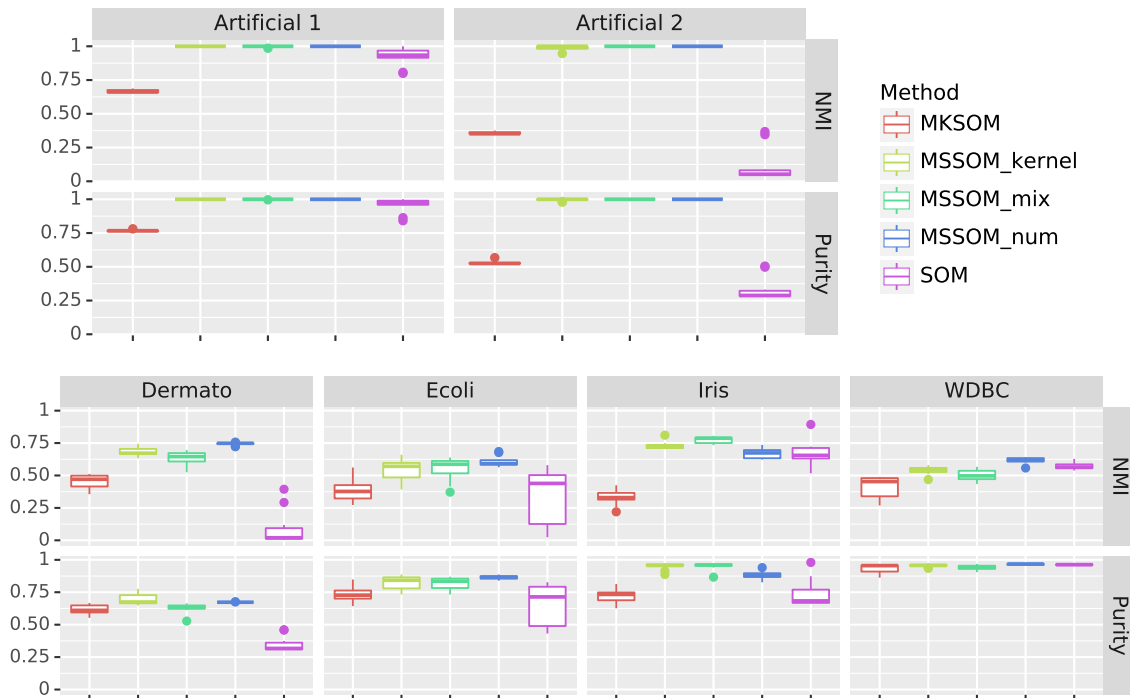 Artificial 1
Artificial 2
1
0.75
0.50
0.25
0
NMI
1
0.75
0.50
0.25
0
Purity
Method
MKSOM
MSSOM_kernel
MSSOM_mix
MSSOM_num
SOM
Dermato
Ecoli
Iris
WDBC
1
0.75
0.50
0.25
0
NMI
1
0.75
0.50
0.25
0
Purity